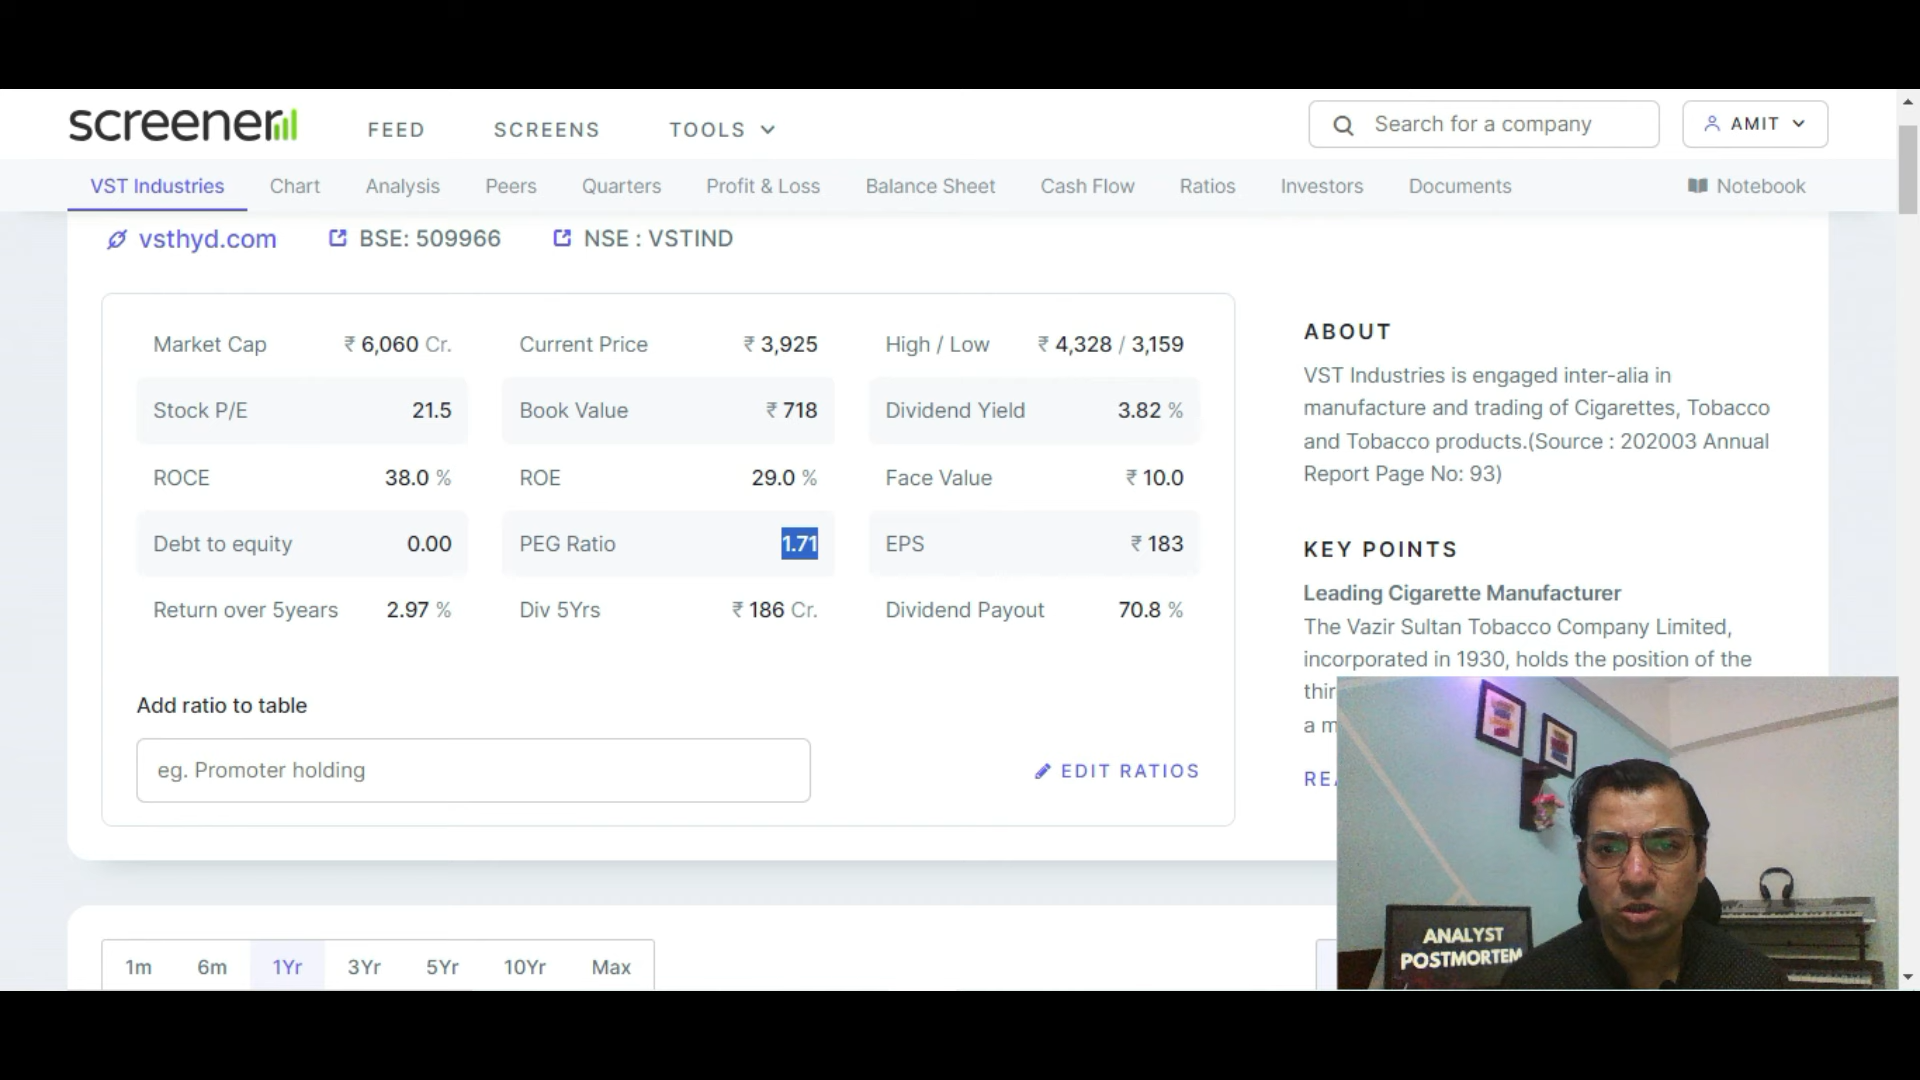 screener
FEED SCREENS TOOLS
Search for a company
AMIT
VST Industries Chart Analysis Peers Quarters Profit & Loss Balance Sheet Cash Flow Ratios Investors Documents Notebook
vsthyd.com BSE: 509966 NSE : VSTIND
Market Cap ₹ 6,060 Cr. Current Price ₹ 3,925 High / Low ₹ 4,328 / 3,159
Stock P/E 21.5 Book Value ₹ 718 Dividend Yield 3.82 %
ROCE 38.0 % ROE 29.0 % Face Value ₹ 10.0
Debt to equity 0.00 PEG Ratio 1.71 EPS ₹ 183
Return over 5years 2.97 % Div 5Yrs ₹ 186 Cr. Dividend Payout 70.8 %
Add ratio to table
eg. Promoter holding
EDIT RATIOS
ABOUT
VST Industries is engaged inter-alia in
manufacture and trading of Cigarettes, Tobacco
and Tobacco products.(Source : 202003 Annual
Report Page No: 93)
KEY POINTS
Leading Cigarette Manufacturer
The Vazir Sultan Tobacco Company Limited,
incorporated in 1930, holds the position of the
a
1m 6m 1Yr 3Yr 5Yr 10Yr Max
ANALYST
POSTMORTEM